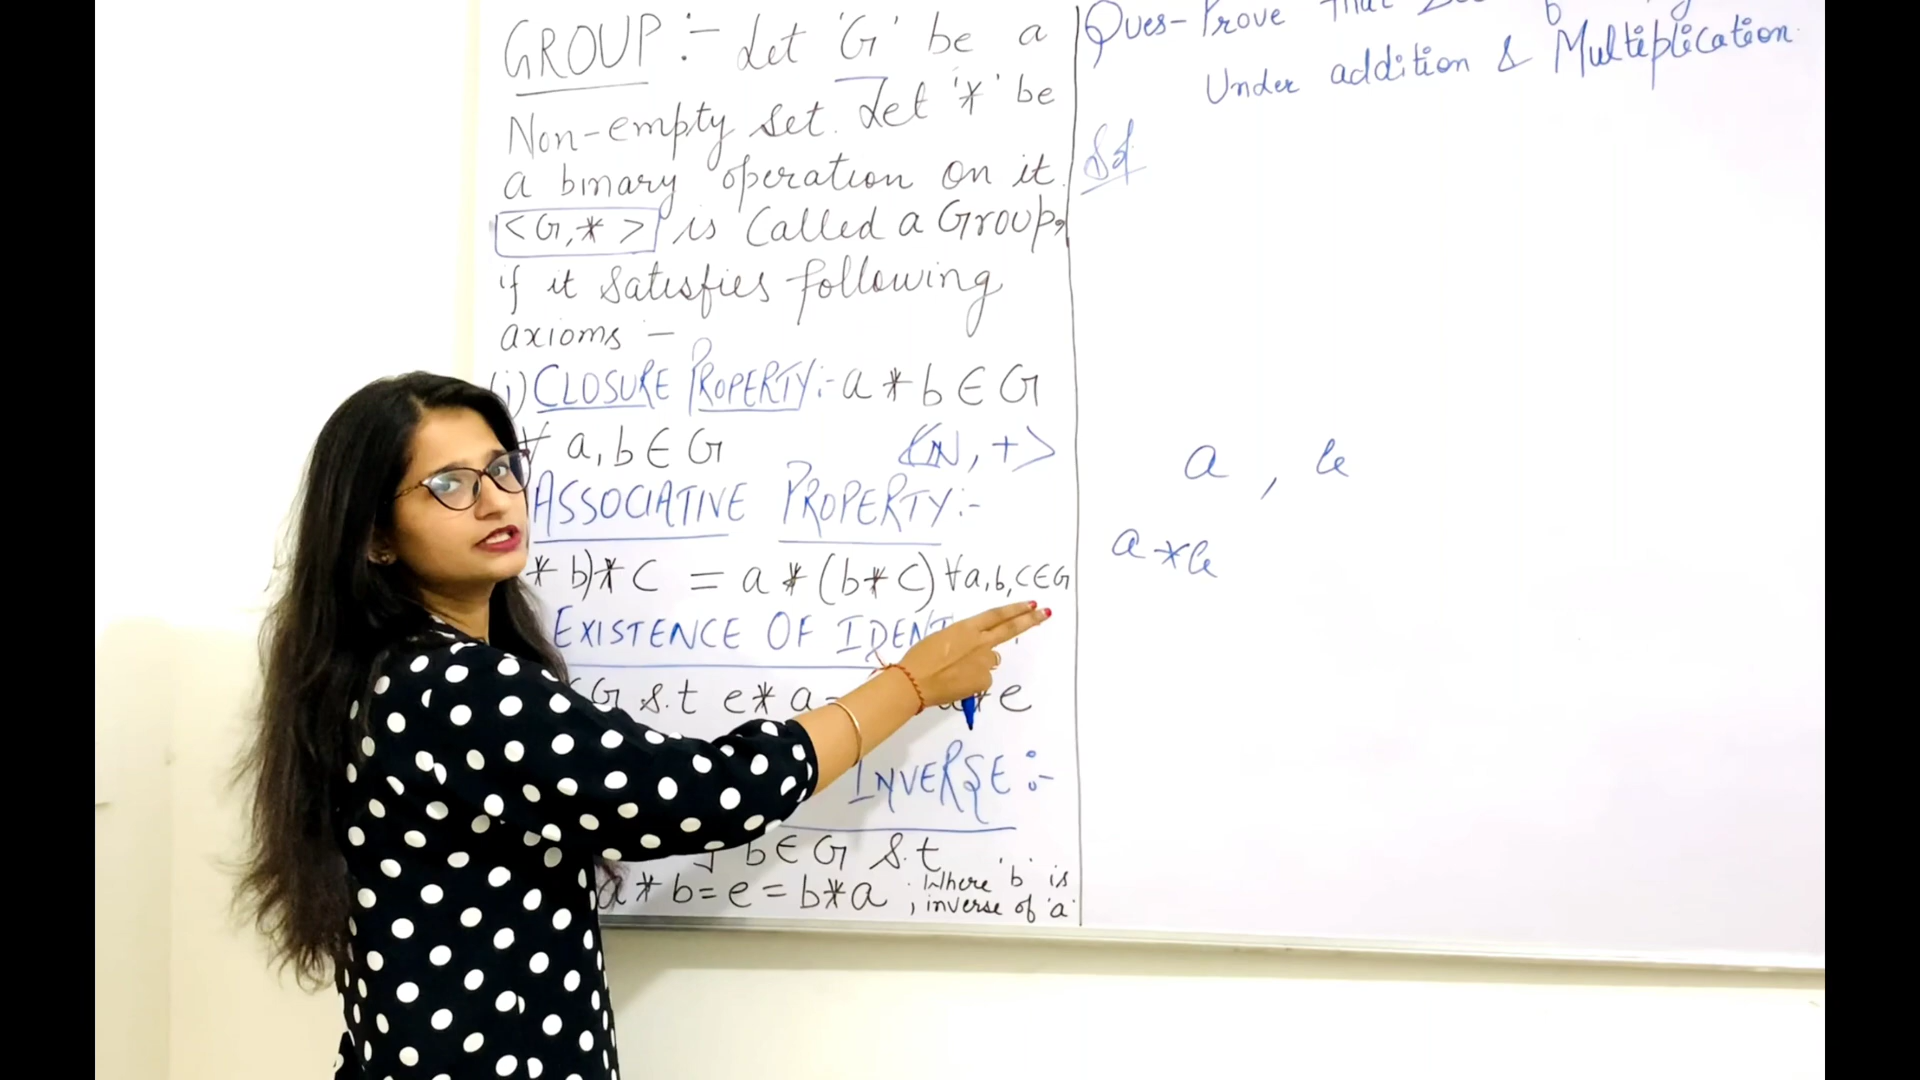 GROUP :- Let 'G' be a
Non-empty set. Let '*' be
a binary operation on it.
<G,*> is Called a Group,
if it Satisfies following
axioms -
(i) CLOSURE PROPERTY:- a * b ∈ G
∀ a, b ∈ G <N, +>
ASSOCIATIVE PROPERTY:-
* b) * C = a * (b * C) ∀ a, b, C ∈ G
EXISTENCE OF
G s.t e * a * e
INVERSE :-
b ∈ G s.t
a * b = e = b * a , Where 'b' is
inverse of 'a'
Ques- Prove that
Under addition & Multiplication.
Sol
a , b
a * b